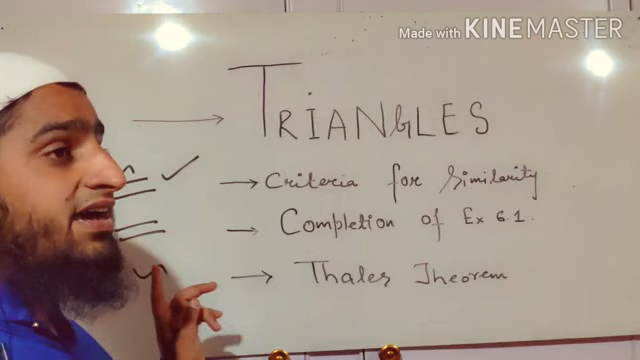 Made with KINEMASTER
TRIANGLES
Criteria for Similarity
Completion of Ex 6.1.
Thales Theorem